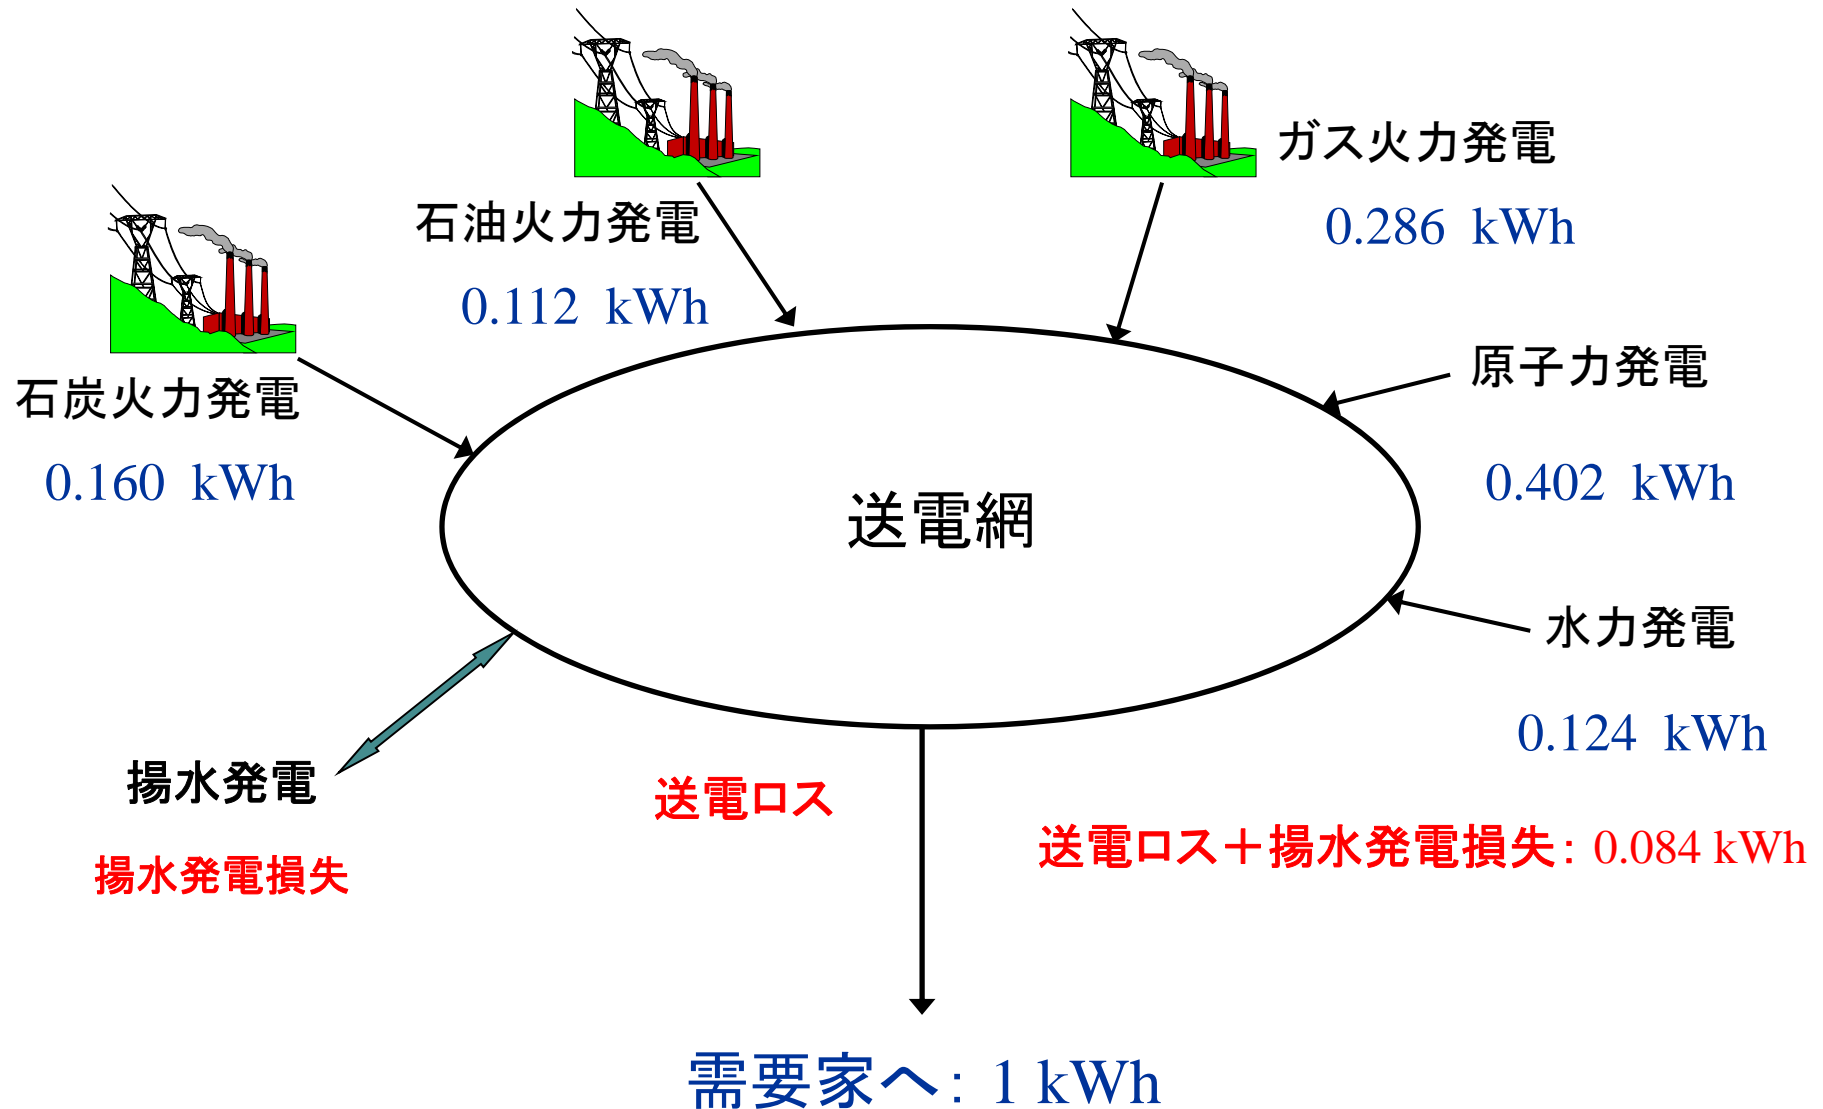 ガス火力発電
0.286 kWh
石油火力発電
0.112 kWh
石炭火力発電
0.160 kWh
原子力発電
0.402 kWh
送電網
水力発電
0.124 kWh
揚水発電
揚水発電損失
送電ロス
送電ロス＋揚水発電損失： 0.084 kWh
需要家へ： 1 kWh